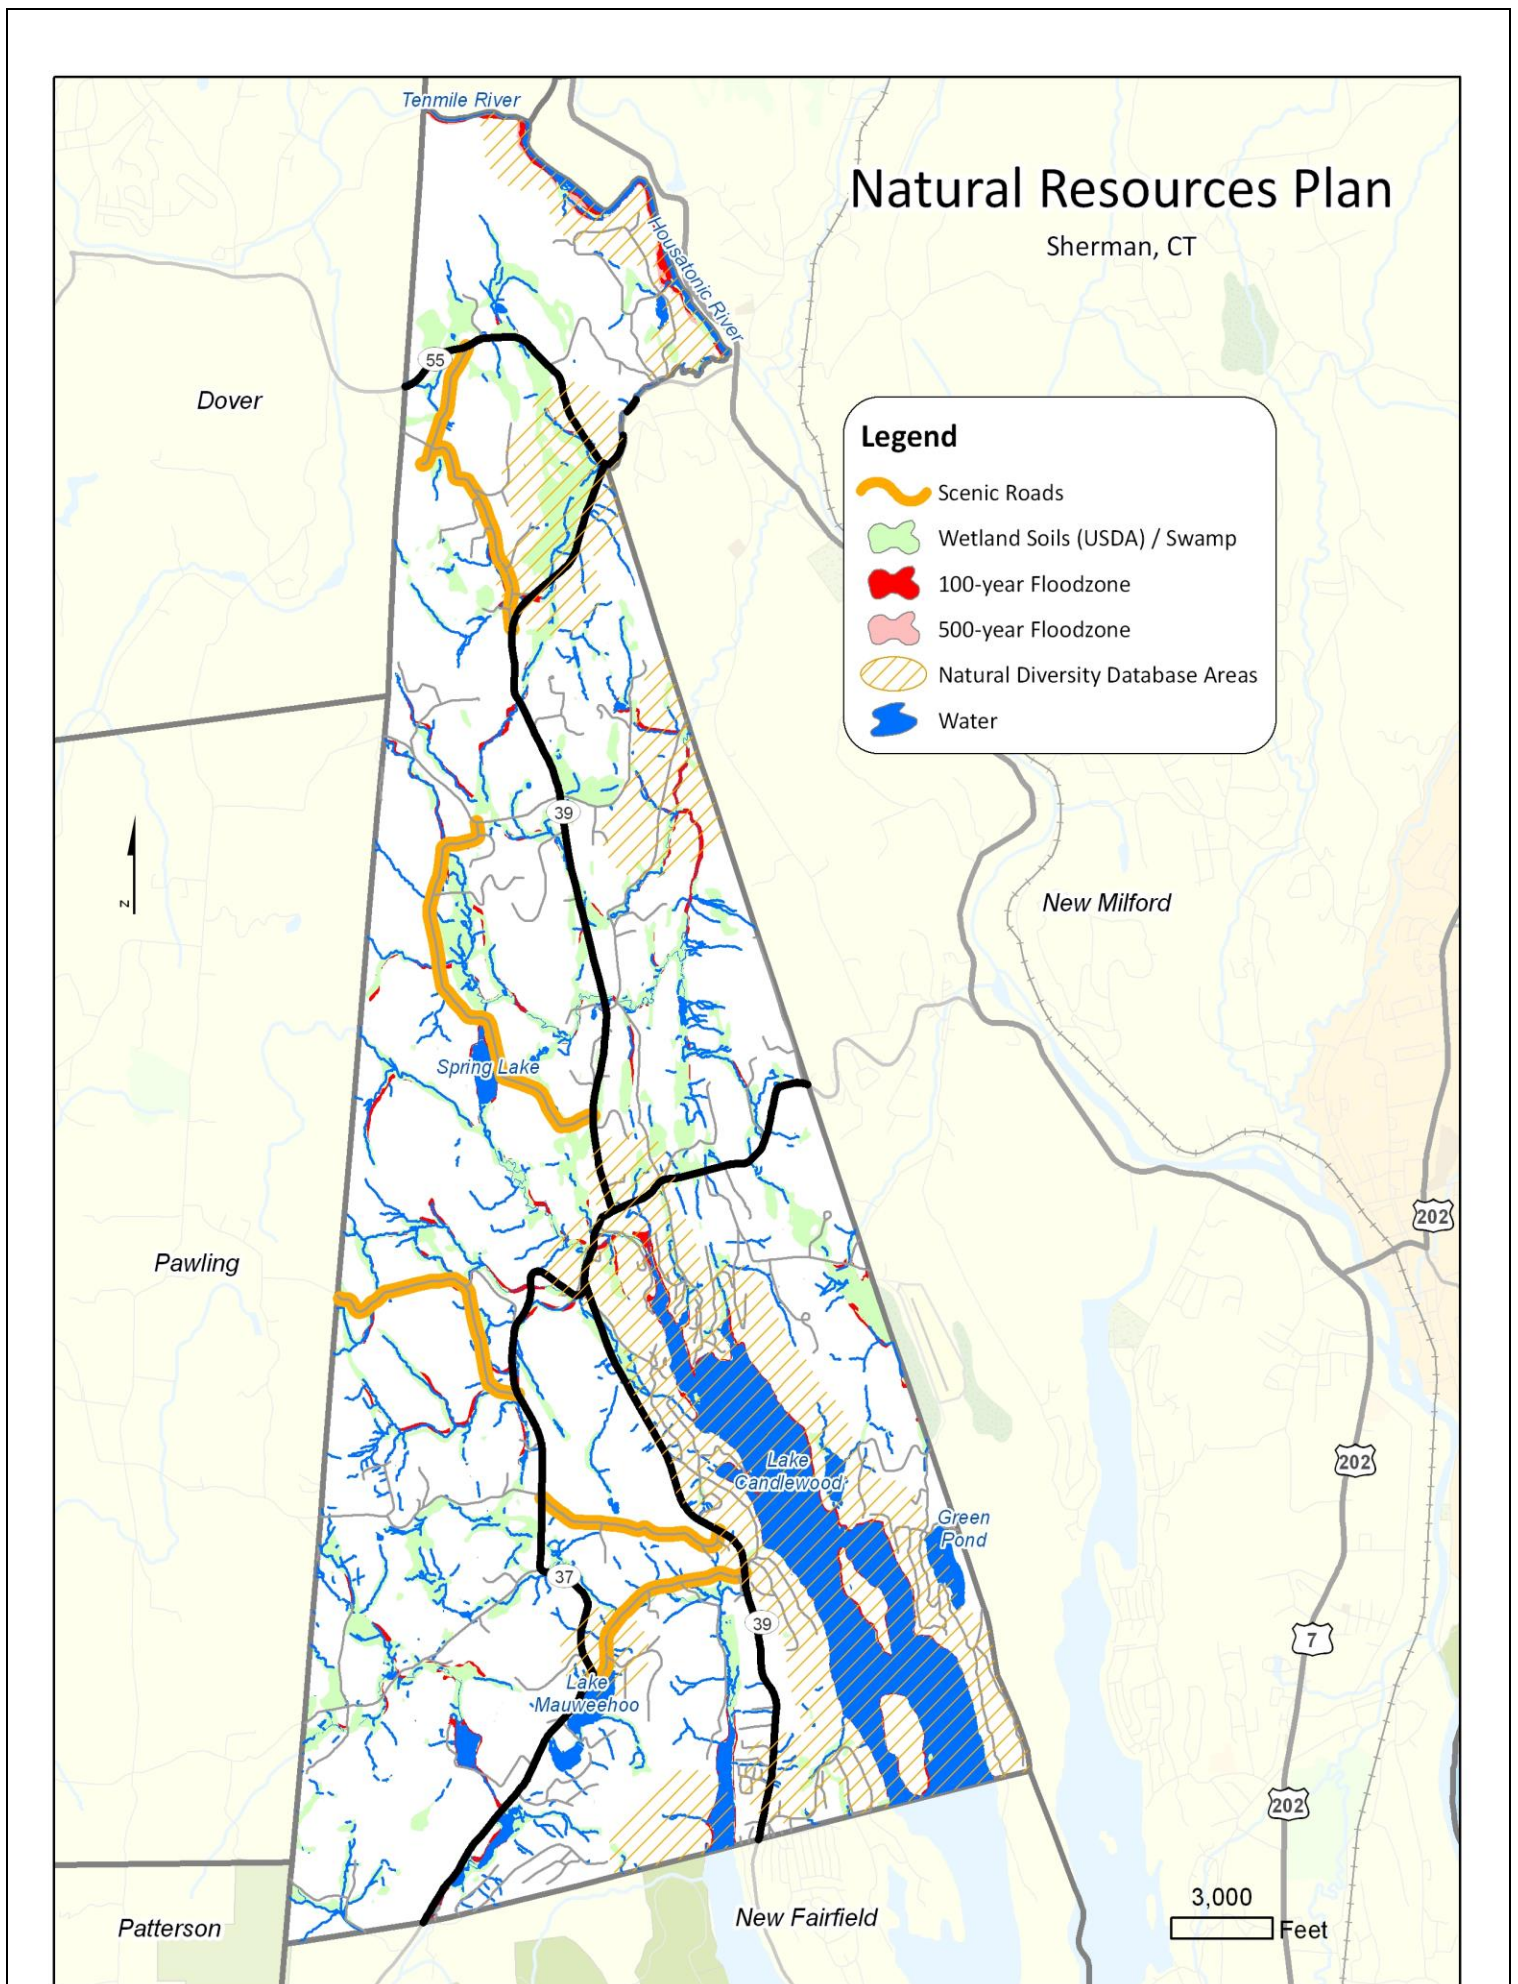 Tenmile River
Natural Resources Plan
Sherman, CT
Housatonic River
55
Dover
Legend
Scenic Roads
Wetland Soils (USDA) / Swamp
100-year Floodzone
500-year Floodzone
Natural Diversity Database Areas
Water
39
z
New Milford
Spring Lake
202
Pawling
202
Lake
Candlewood
Green
Pond
37
39
7
Lake
Mauweehoo
202
3,000
Feet
New Fairfield
Patterson